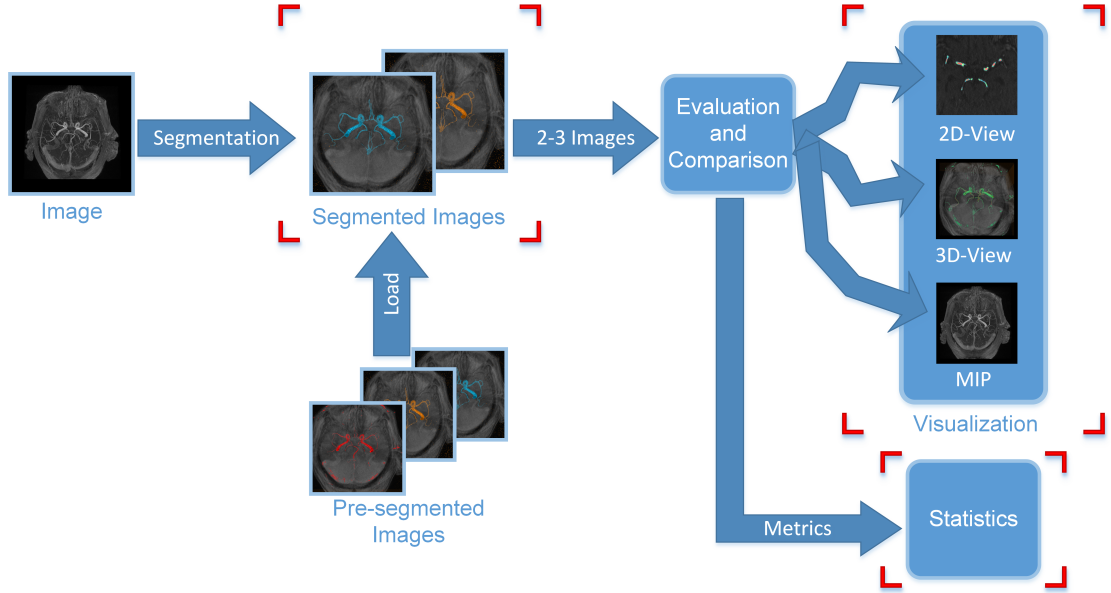 Image
Segmentation
Segmented Images
Load
Pre-segmented
Images
2-3 Images
Evaluation
and
Comparison
2D-View
3D-View
MIP
Visualization
Metrics
Statistics